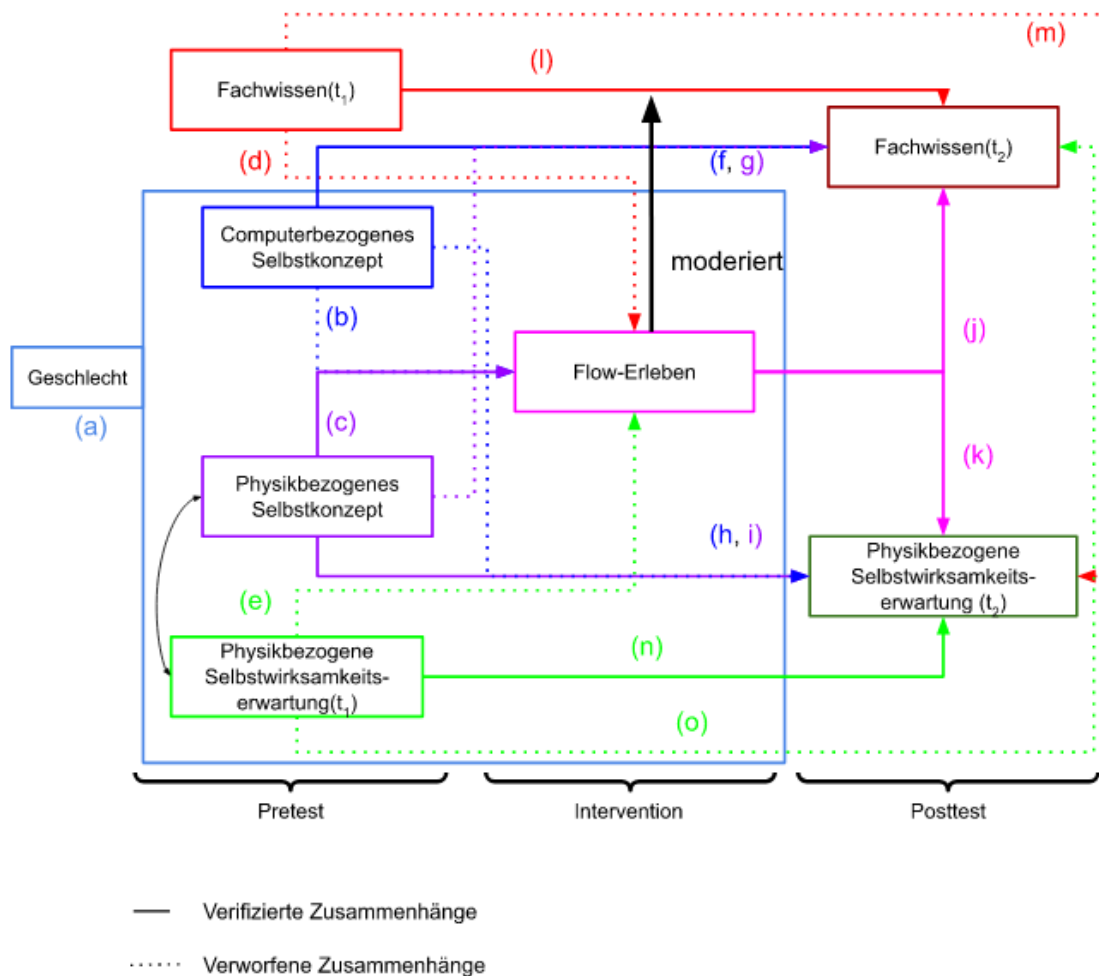 (m)
(l)
Fachwissen(t₁)
(d)
(f, g)
Fachwissen(t₂)
Computerbezogenes
Selbstkonzept
moderiert
(b)
(j)
Geschlecht
Flow-Erleben
(a)
(c)
(k)
Physikbezogenes
Selbstkonzept
(h, i)
Physikbezogene
Selbstwirksamkeits-
erwartung (t₂)
(e)
Physikbezogene
Selbstwirksamkeits-
erwartung(t₁)
(n)
(o)
Pretest
Intervention
Posttest
Verifizierte Zusammenhänge
Verworfene Zusammenhänge